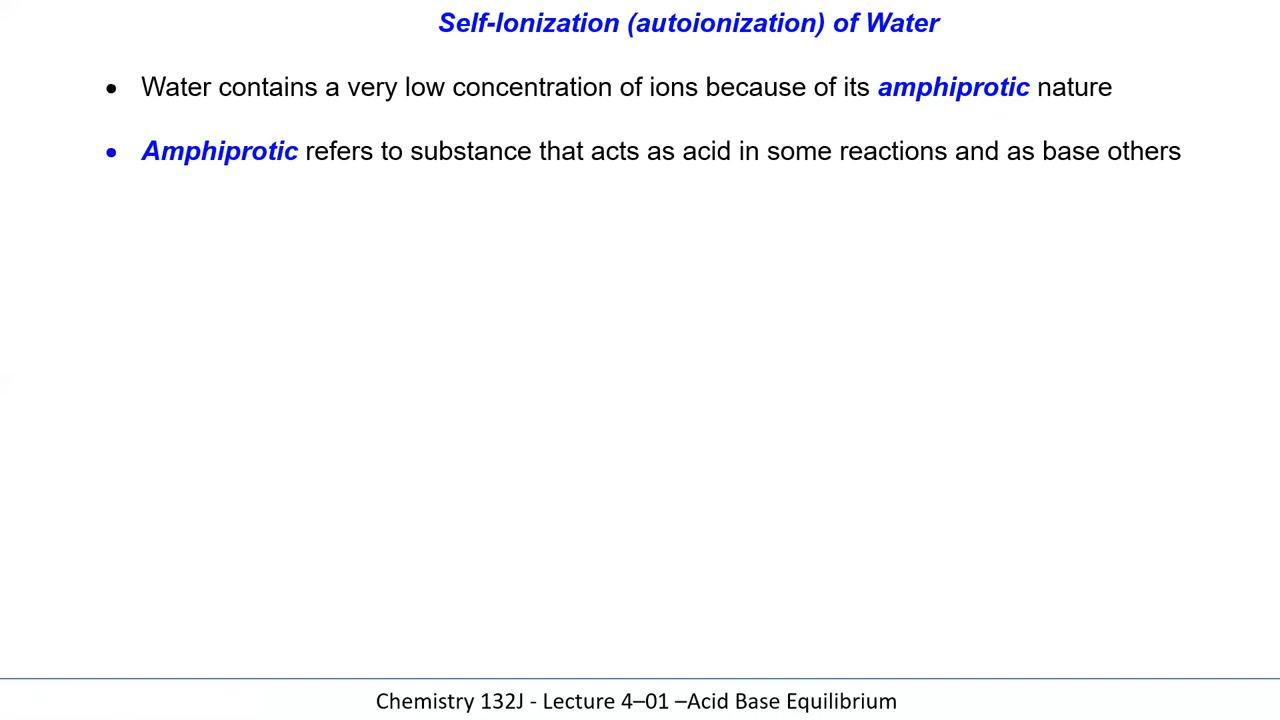 Self-Ionization (autoionization) of Water
• Water contains a very low concentration of ions because of its amphiprotic nature
• Amphiprotic refers to substance that acts as acid in some reactions and as base others
Chemistry 132J - Lecture 4–01 –Acid Base Equilibrium